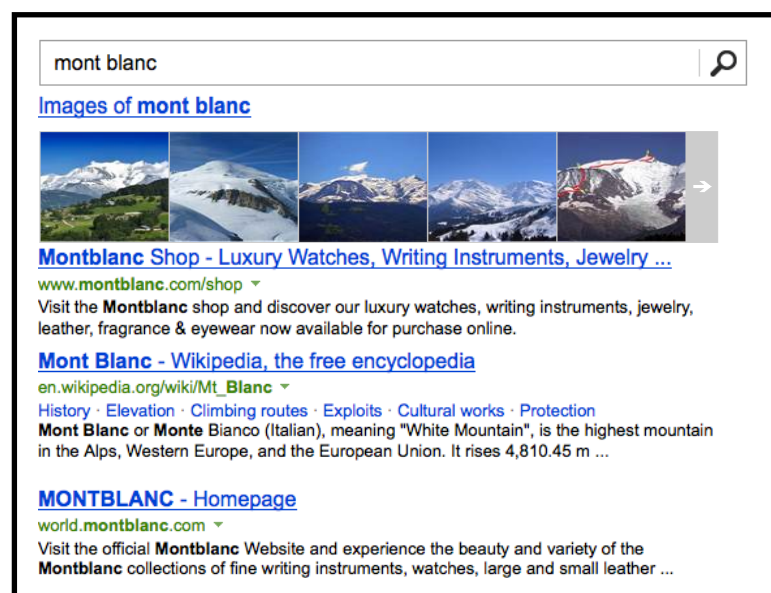 mont blanc
Images of mont blanc
Montblanc Shop - Luxury Watches, Writing Instruments, Jewelry ...
www.montblanc.com/shop
Visit the Montblanc shop and discover our luxury watches, writing instruments, jewelry,
leather, fragrance & eyewear now available for purchase online.
Mont Blanc - Wikipedia, the free encyclopedia
en.wikipedia.org/wiki/Mt_Blanc
History · Elevation · Climbing routes · Exploits · Cultural works · Protection
Mont Blanc or Monte Bianco (Italian), meaning "White Mountain", is the highest mountain
in the Alps, Western Europe, and the European Union. It rises 4,810.45 m ...
MONTBLANC - Homepage
world.montblanc.com
Visit the official Montblanc Website and experience the beauty and variety of the
Montblanc collections of fine writing instruments, watches, large and small leather ...